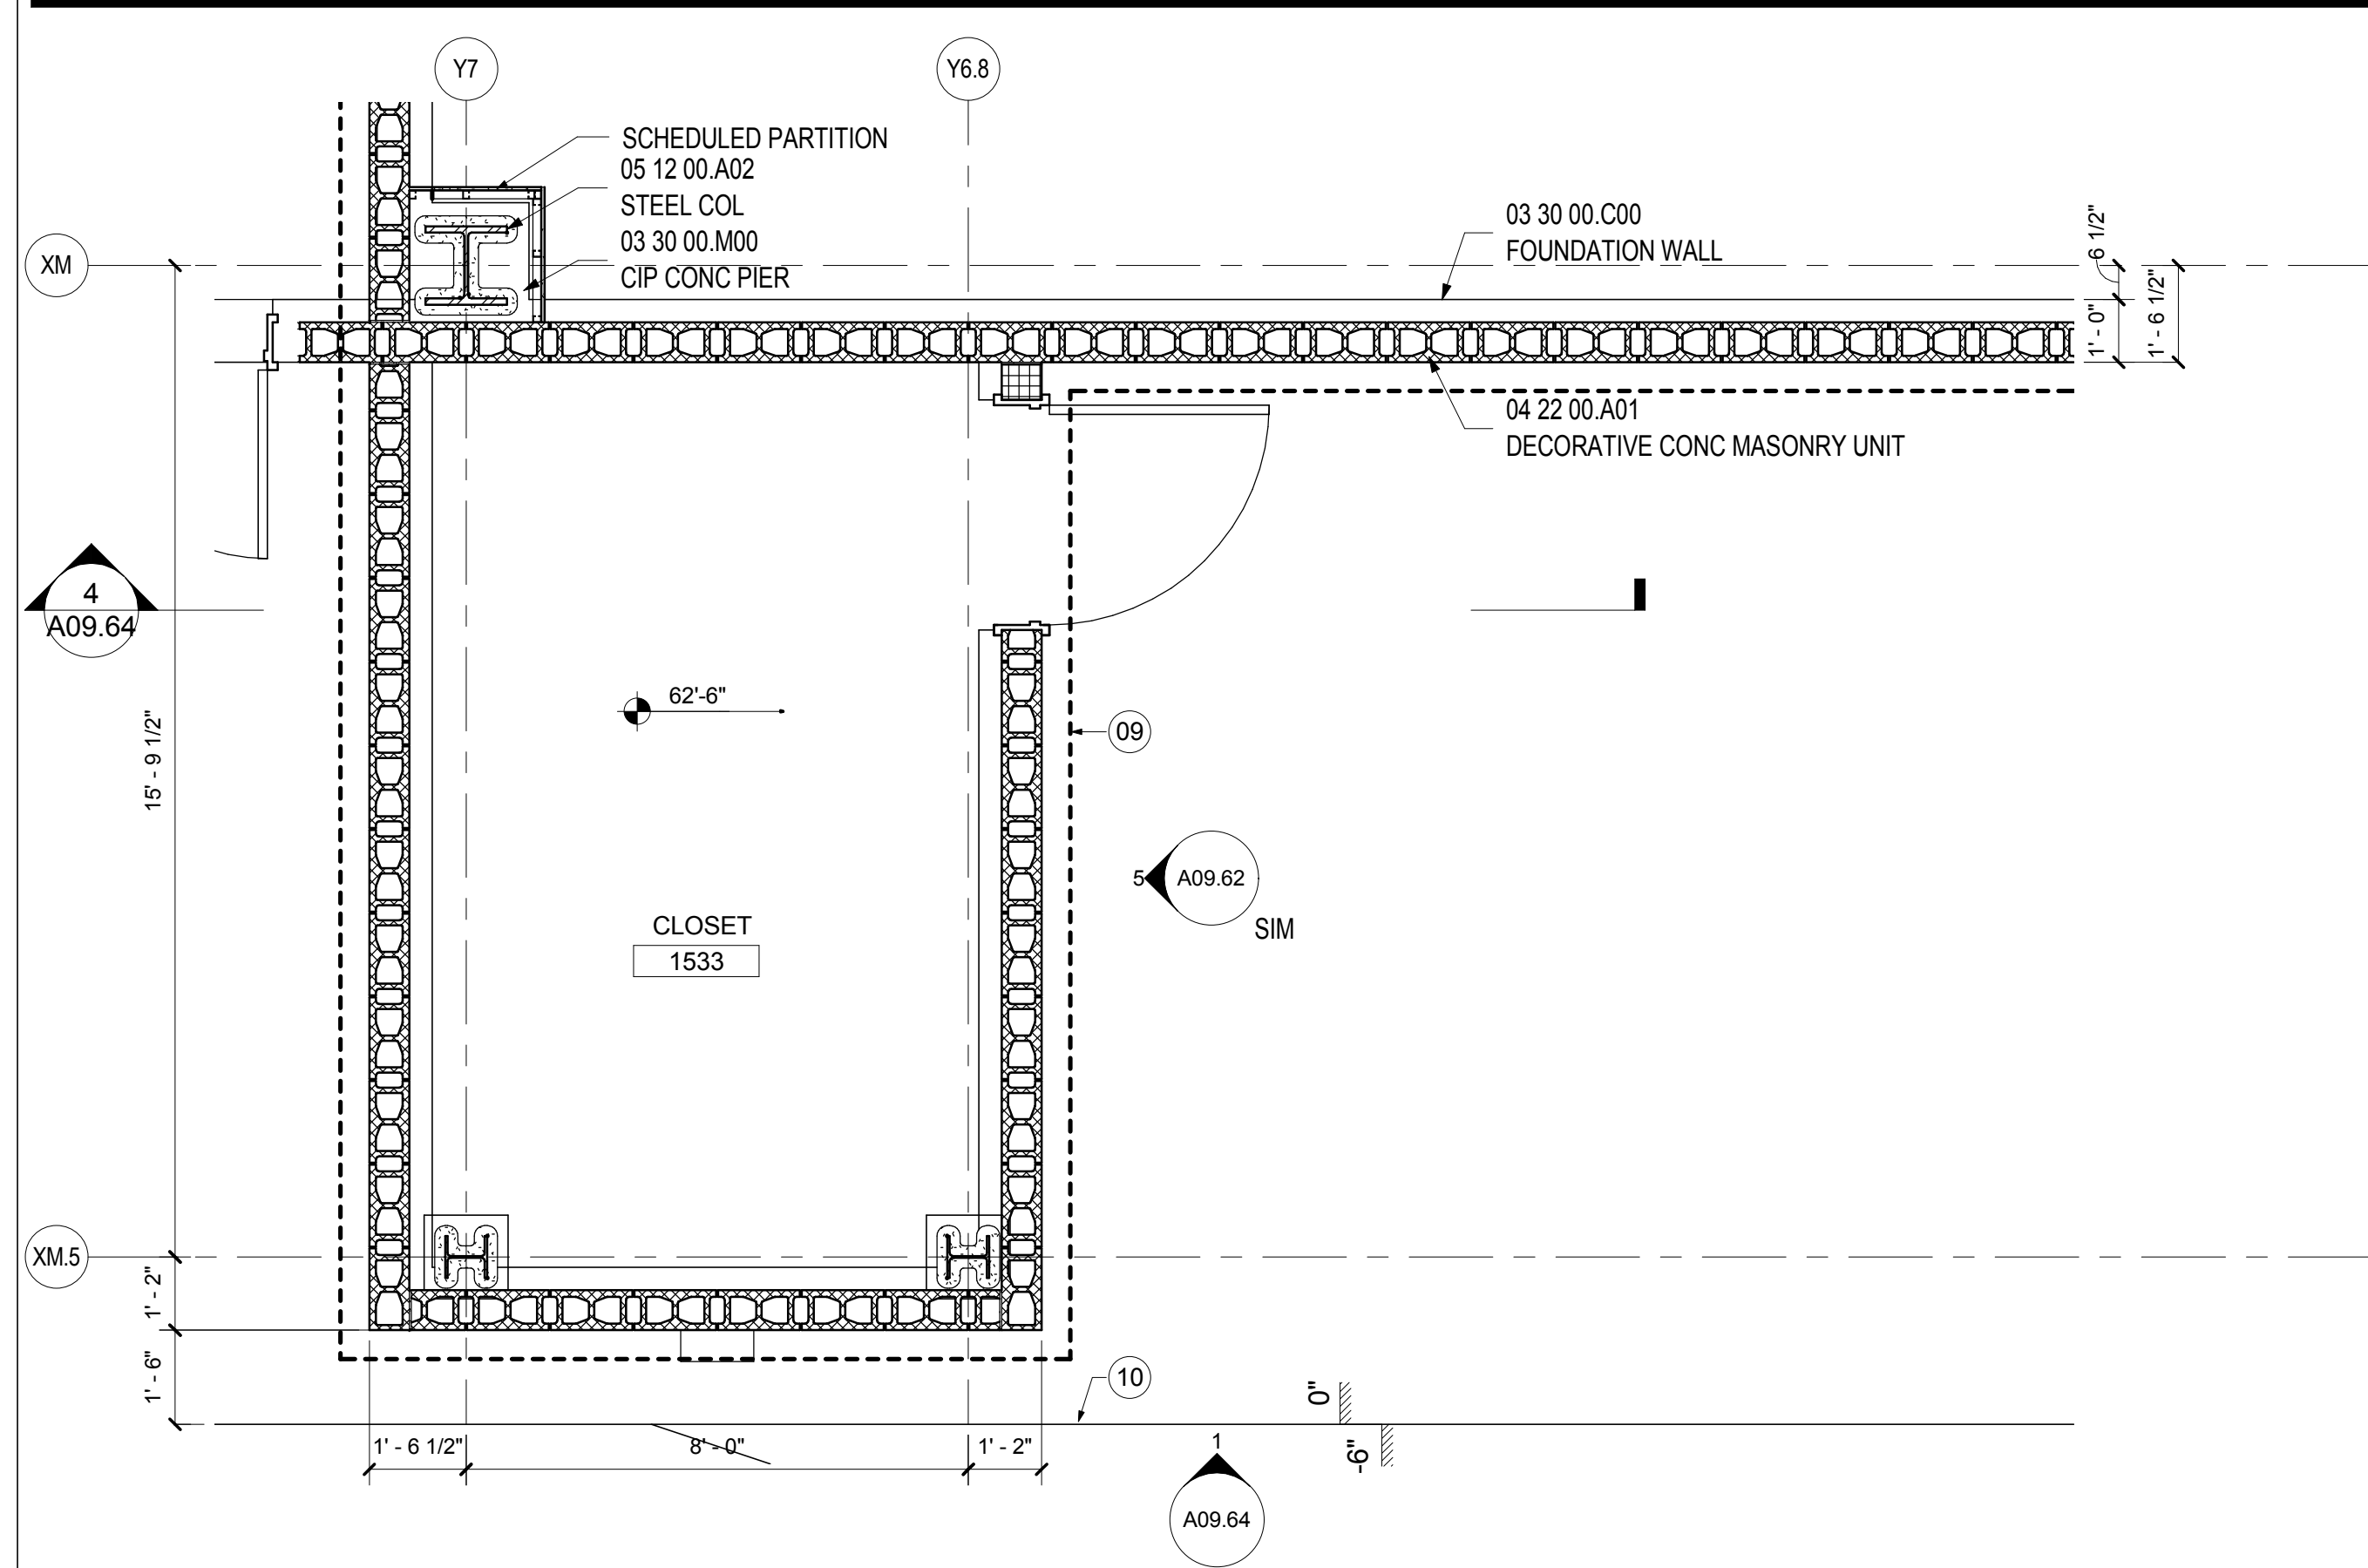 Y7
Y6.8
SCHEDULED PARTITION
05 12 00.A02
STEEL COL
03 30 00.M00
CIP CONC PIER
03 30 00.C00
FOUNDATION WALL
6 1/2"
1' - 0"
1' - 6 1/2"
XM
04 22 00.A01
DECORATIVE CONC MASONRY UNIT
4
A09.64
62'-6"
09
15' - 9 1/2"
5
A09.62
SIM
CLOSET
1533
XM.5
1' - 2"
1' - 6"
10
0"
-6"
1' - 6 1/2"
8' - 0"
1' - 2"
1
A09.64